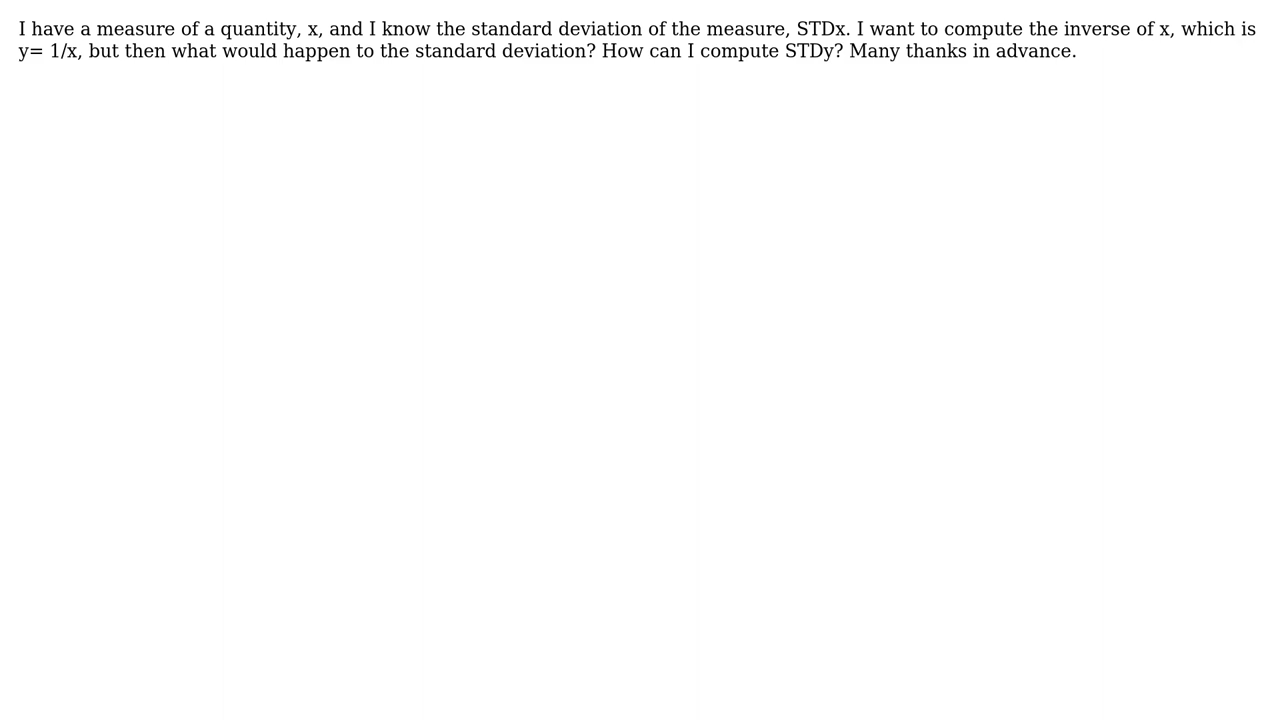 I have a measure of a quantity, x, and I know the standard deviation of the measure, STDx. I want to compute the inverse of x, which is
y= 1/x, but then what would happen to the standard deviation? How can I compute STDy? Many thanks in advance.